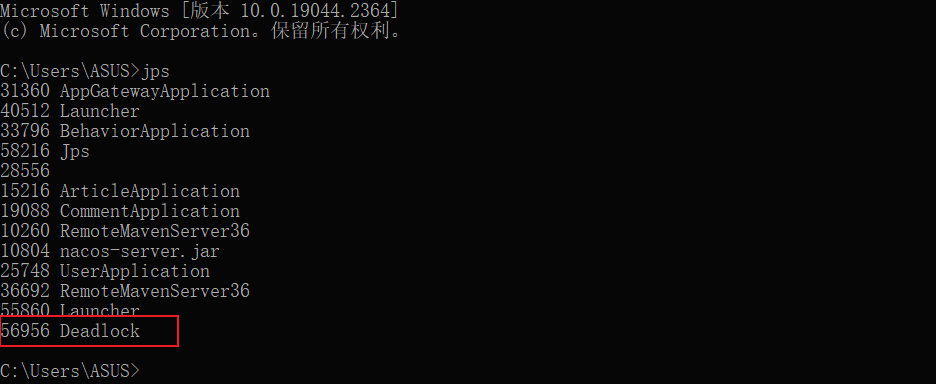 Microsoft Windows [版本 10.0.19044.2364]
(c) Microsoft Corporation。保留所有权利。
C:\Users\ASUS>jps
31360 AppGatewayApplication
40512 Launcher
33796 BehaviorApplication
58216 Jps
28556
15216 ArticleApplication
19088 CommentApplication
10260 RemoteMavenServer36
10804 nacos-server.jar
25748 UserApplication
36692 RemoteMavenServer36
55860 Launcher
56956 Deadlock
C:\Users\ASUS>